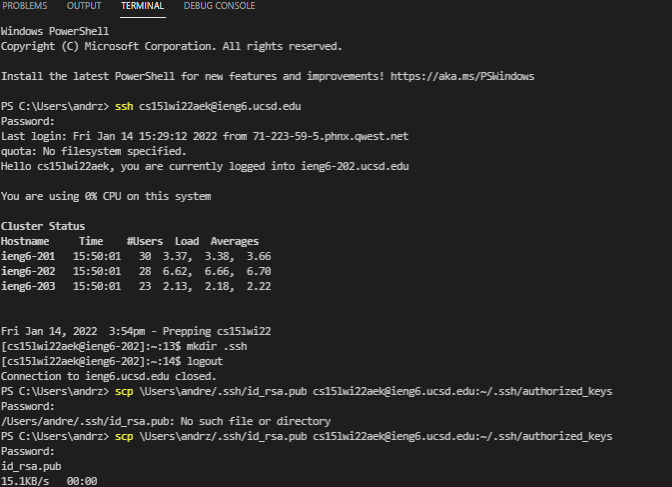 PROBLEMS OUTPUT TERMINAL DEBUG CONSOLE
Windows PowerShell
Copyright (C) Microsoft Corporation. All rights reserved.
Install the latest PowerShell for new features and improvements! https://aka.ms/PSWindows
PS C:\Users\andrz> ssh cs15lwi22aek@ieng6.ucsd.edu
Password:
Last login: Fri Jan 14 15:29:12 2022 from 71-223-59-5.phnx.qwest.net
quota: No filesystem specified.
Hello cs15lwi22aek, you are currently logged into ieng6-202.ucsd.edu
You are using 0% CPU on this system
Cluster Status
Hostname Time #Users Load Averages
ieng6-201 15:50:01 30 3.37, 3.38, 3.66
ieng6-202 15:50:01 28 6.62, 6.66, 6.70
ieng6-203 15:50:01 23 2.13, 2.18, 2.22
Fri Jan 14, 2022 3:54pm - Prepping cs15lwi22
[cs15lwi22aek@ieng6-202]:~:13$ mkdir .ssh
[cs15lwi22aek@ieng6-202]:~:14$ logout
Connection to ieng6.ucsd.edu closed.
PS C:\Users\andrz> scp \Users\andre/.ssh/id_rsa.pub cs15lwi22aek@ieng6.ucsd.edu:~/.ssh/authorized_keys
Password:
/Users/andre/.ssh/id_rsa.pub: No such file or directory
PS C:\Users\andrz> scp \Users\andrz/.ssh/id_rsa.pub cs15lwi22aek@ieng6.ucsd.edu:~/.ssh/authorized_keys
Password:
id_rsa.pub
15.1KB/s 00:00